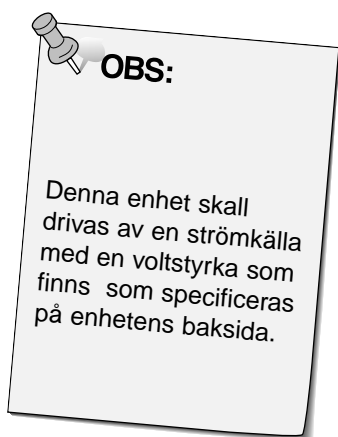 OBS:
Denna enhet skall
drivas av en strömkälla
med en voltstyrka som
finns  som specificeras
på enhetens baksida.